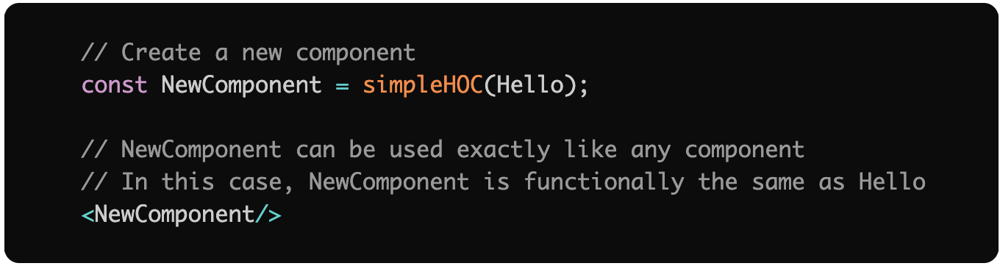 // Create a new component
const NewComponent = simpleHOC(Hello);
// NewComponent can be used exactly like any component
// In this case, NewComponent is functionally the same as Hello
<NewComponent/>